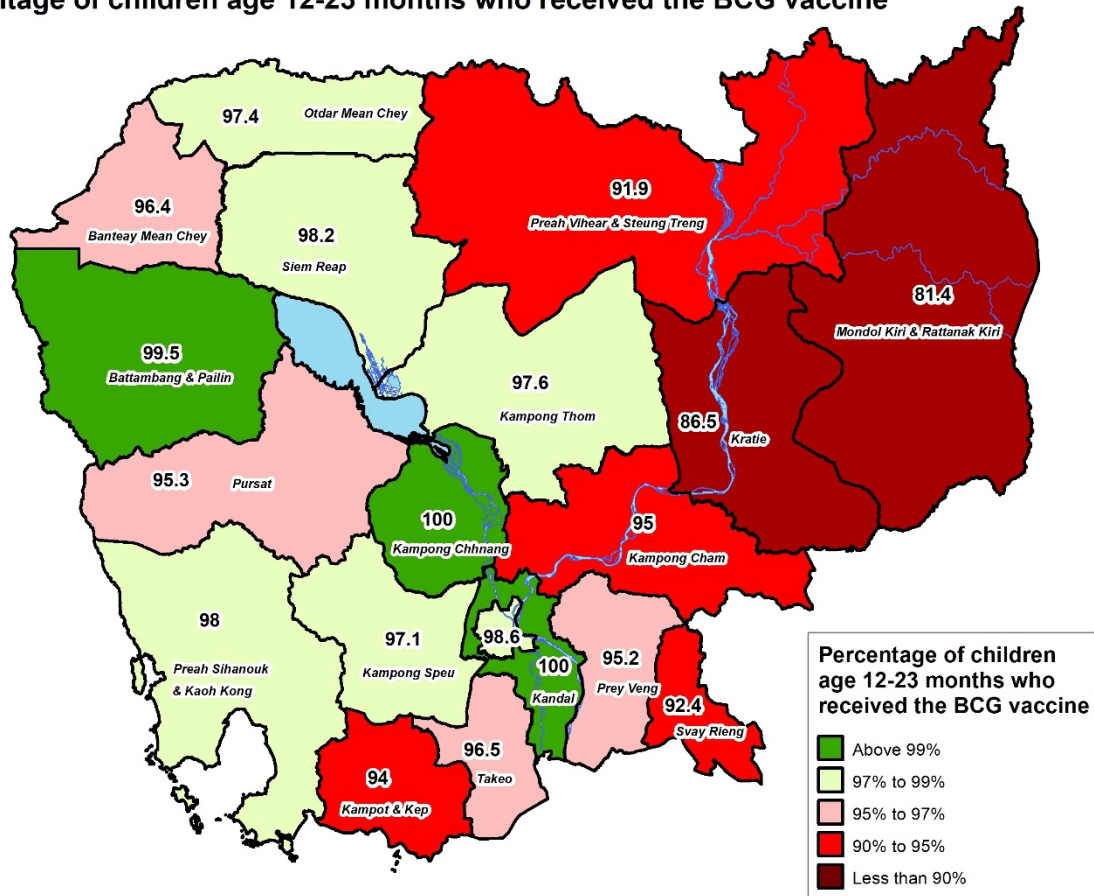 ntage of children age 12-23 months who received the BCG vaccine
97.4
Otdar Mean Chey
96.4
Banteay Mean Chey
98.2
Siem Reap
91.9
Preah Vihear & Steung Treng
81.4
Mondol Kiri & Rattanak Kiri
99.5
Battambang & Pailin
97.6
Kampong Thom
86.5
Kratie
95.3
Pursat
100
Kampong Chhnang
95
Kampong Cham
98
Preah Sihanouk
& Kaoh Kong
97.1
Kampong Speu
98.6
100
Kandal
95.2
Prey Veng
92.4
Svay Rieng
96.5
Takeo
94
Kampot & Kep
Percentage of children
age 12-23 months who
received the BCG vaccine
Above 99%
97% to 99%
95% to 97%
90% to 95%
Less than 90%